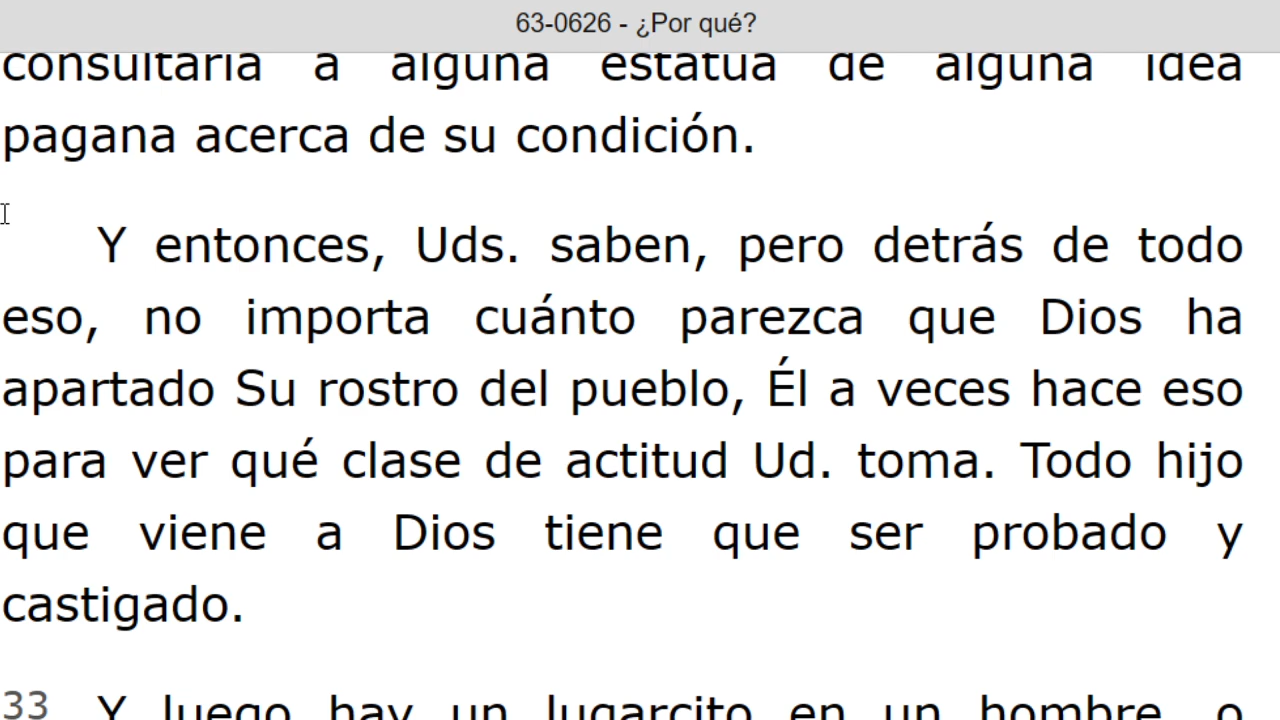 63-0626 - ¿Por qué?
consultaría a alguna estatua de alguna idea
pagana acerca de su condición.
Y entonces, Uds. saben, pero detrás de todo
eso, no importa cuánto parezca que Dios ha
apartado Su rostro del pueblo, Él a veces hace eso
para ver qué clase de actitud Ud. toma. Todo hijo
que viene a Dios tiene que ser probado y
castigado.
33 Y luego hay un lugarcito en un hombre, o